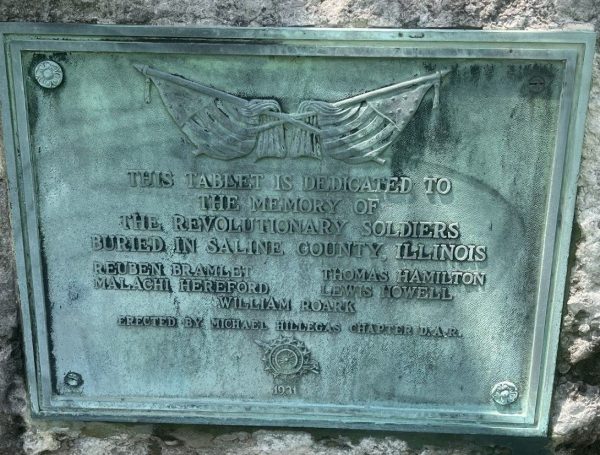 THIS TABLET IS DEDICATED TO
THE MEMORY OF
THE REVOLUTIONARY SOLDIERS
BURIED IN SALINE COUNTY, ILLINOIS
REUBEN BRAMLET THOMAS HAMILTON
MALACHI HEREFORD LEWIS HOWELL
WILLIAM ROARK
ERECTED BY MICHAEL HILLEGAS CHAPTER D.A.R.
1931